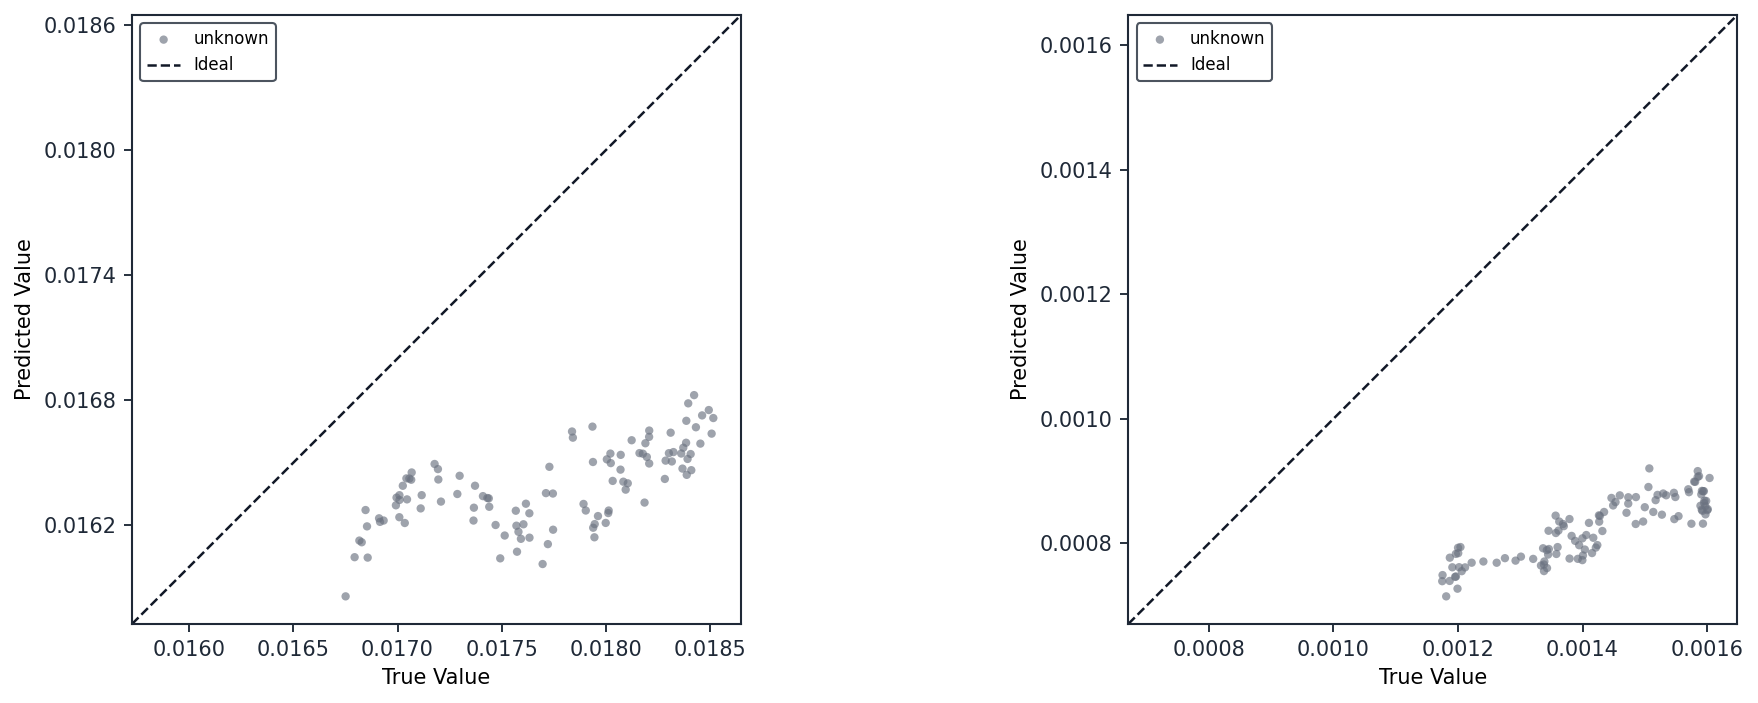 unknown
Ideal
0.0186
0.0180
0.0174
0.0168
0.0162
Predicted Value
0.0160 0.0165 0.0170 0.0175 0.0180 0.0185
True Value
unknown
Ideal
0.0016
0.0014
0.0012
0.0010
0.0008
Predicted Value
0.0008 0.0010 0.0012 0.0014 0.0016
True Value